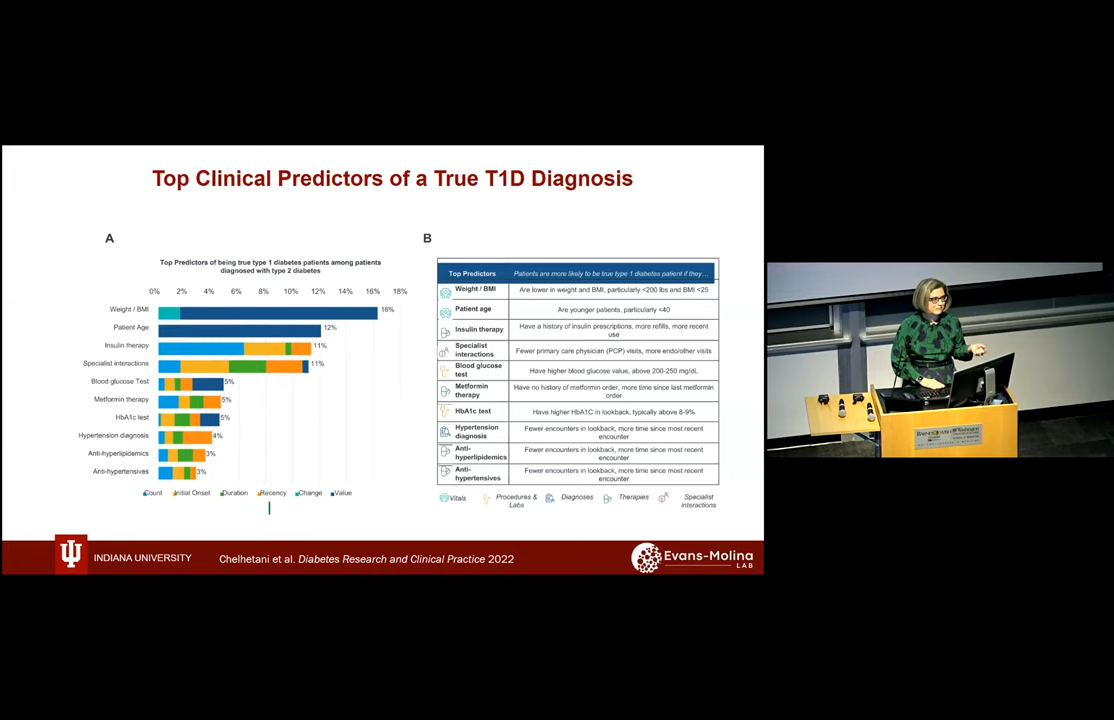 Top Clinical Predictors of a True T1D Diagnosis
A
Top Predictors of being true type 1 diabetes patients among patients
diagnosed with type 2 diabetes
0% 2% 4% 6% 8% 10% 12% 14% 16% 18%
Weight / BMI 16%
Patient Age 12%
Insulin therapy 11%
Specialist interactions 11%
Blood glucose Test 5%
Metformin therapy 5%
HbA1c test 5%
Hypertension diagnosis 4%
Anti-hyperlipidemics 3%
Anti-hypertensives 3%
Count Initial Onset Duration Recency Change Value
B
Top Predictors Patients are more likely to be true type 1 diabetes patient if they…
Weight / BMI Are lower in weight and BMI, particularly <200 lbs and BMI <25
Patient age Are younger patients, particularly <40
Insulin therapy Have a history of insulin prescriptions, more refills, more recent
use
Specialist
interactions Fewer primary care physician (PCP) visits, more endo/other visits
Blood glucose
test Have higher blood glucose value, above 200-250 mg/dL
Metformin
therapy Have no history of metformin order, more time since last metformin
order
HbA1c test Have higher HbA1C in lookback, typically above 8-9%
Hypertension
diagnosis Fewer encounters in lookback, more time since most recent
encounter
Anti-
hyperlipidemics Fewer encounters in lookback, more time since most recent
encounter
Anti-
hypertensives Fewer encounters in lookback, more time since most recent
encounter
Vitals Procedures &
Labs Diagnoses Therapies Specialist
interactions
INDIANA UNIVERSITY
Chelhetani et al. Diabetes Research and Clinical Practice 2022
Evans-Molina
LAB
BARNES JEWISH Washington